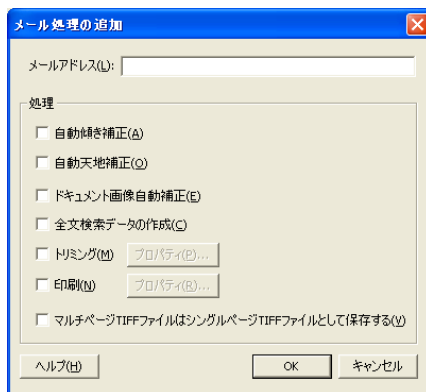 メール処理の追加
メールアドレス(L):
処理
自動傾き補正(A)
自動天地補正(O)
ドキュメント画像自動補正(E)
全文検索データの作成(C)
トリミング(M) プロパティ(P)...
印刷(N) プロパティ(R)...
マルチページTIFFファイルはシングルページTIFFファイルとして保存する(V)
ヘルプ(H) OK キャンセル